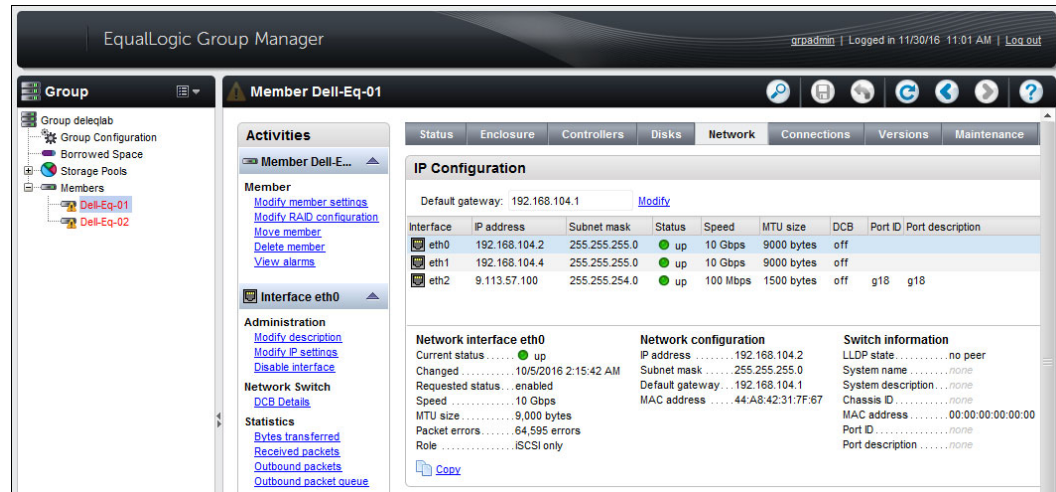 EqualLogic Group Manager
grpadmin | Logged in 11/30/16 11:01 AM | Log out
Group
Group deleqlab
Group Configuration
Borrowed Space
Storage Pools
Members
Dell-Eq-01
Dell-Eq-02
Member Dell-Eq-01
Activities
Member Dell-E...
Member
Modify member settings
Modify RAID configuration
Move member
Delete member
View alarms
Interface eth0
Administration
Modify description
Modify IP settings
Disable interface
Network Switch
DCB Details
Statistics
Bytes transferred
Received packets
Outbound packets
Outbound packet queue
Status Enclosure Controllers Disks Network Connections Versions Maintenance
IP Configuration
Default gateway: 192.168.104.1 Modify
Interface IP address Subnet mask Status Speed MTU size DCB Port ID Port description
eth0 192.168.104.2 255.255.255.0 up 10 Gbps 9000 bytes off
eth1 192.168.104.4 255.255.255.0 up 10 Gbps 9000 bytes off
eth2 9.113.57.100 255.255.254.0 up 100 Mbps 1500 bytes off g18 g18
Network interface eth0
Current status...... up
Changed..........10/5/2016 2:15:42 AM
Requested status...enabled
Speed.............10 Gbps
MTU size..........9,000 bytes
Packet errors......64,595 errors
Role..............iSCSI only
Copy
Network configuration
IP address........192.168.104.2
Subnet mask......255.255.255.0
Default gateway...192.168.104.1
MAC address.....44:A8:42:31:7F:67
Switch information
LLDP state..........no peer
System name........none
System description...none
Chassis ID...........none
MAC address........00:00:00:00:00:00
Port ID..............none
Port description.....none